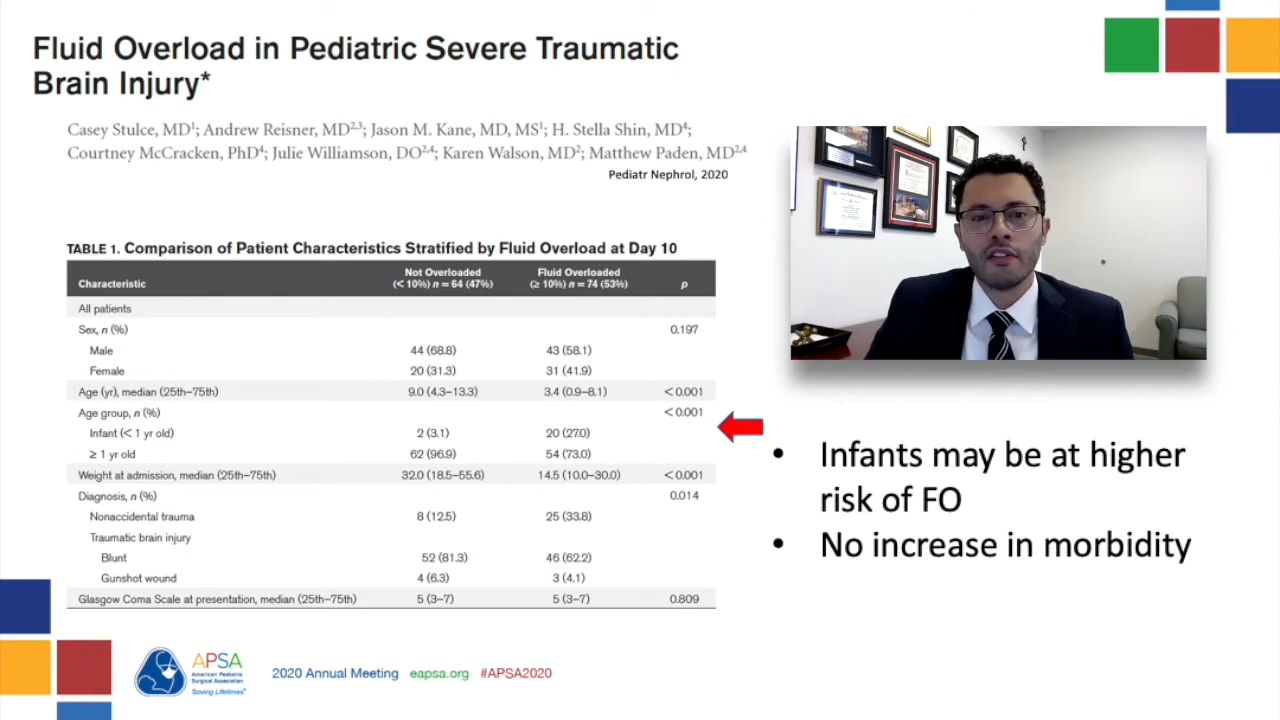 Fluid Overload in Pediatric Severe Traumatic
Brain Injury*
Casey Stulce, MD1; Andrew Reisner, MD2,3; Jason M. Kane, MD, MS1; H. Stella Shin, MD4;
Courtney McCracken, PhD4; Julie Williamson, DO2,4; Karen Walson, MD2; Matthew Paden, MD2,4
Pediatr Nephrol, 2020
TABLE 1. Comparison of Patient Characteristics Stratified by Fluid Overload at Day 10
Characteristic Not Overloaded (< 10%) n = 64 (47%) Fluid Overloaded (≥ 10%) n = 74 (53%) p
All patients
Sex, n (%) 0.197
Male 44 (68.8) 43 (58.1)
Female 20 (31.3) 31 (41.9)
Age (yr), median (25th–75th) 9.0 (4.3–13.3) 3.4 (0.9–8.1) < 0.001
Age group, n (%) < 0.001
Infant (< 1 yr old) 2 (3.1) 20 (27.0)
≥ 1 yr old 62 (96.9) 54 (73.0)
Weight at admission, median (25th–75th) 32.0 (18.5–55.6) 14.5 (10.0–30.0) < 0.001
Diagnosis, n (%) 0.014
Nonaccidental trauma 8 (12.5) 25 (33.8)
Traumatic brain injury
Blunt 52 (81.3) 46 (62.2)
Gunshot wound 4 (6.3) 3 (4.1)
Glasgow Coma Scale at presentation, median (25th–75th) 5 (3–7) 5 (3–7) 0.809
• Infants may be at higher
risk of FO
• No increase in morbidity
APSA
American Pediatric
Surgical Association
Saving Lifetimes
2020 Annual Meeting eapsa.org #APSA2020